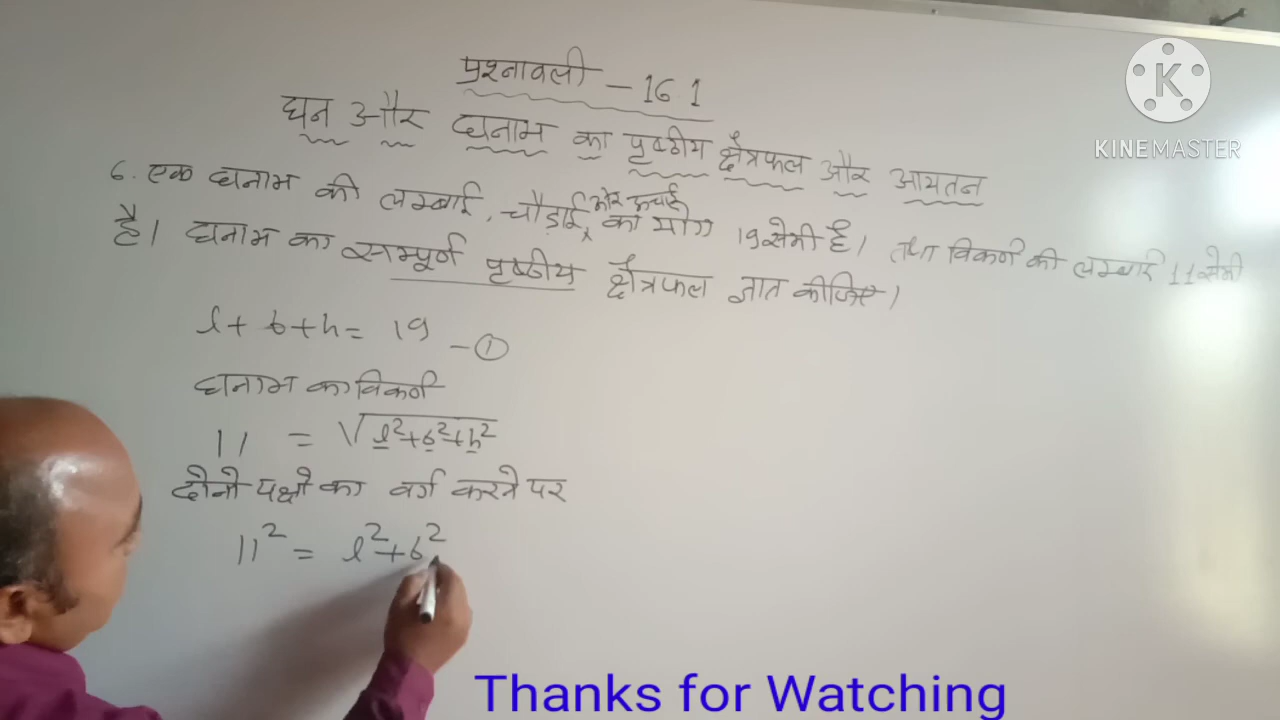 प्रश्नावली - 16.1
घन और घनाभ का पृष्ठीय क्षेत्रफल और आयतन
6. एक घनाभ की लम्बाई, चौड़ाई और ऊचाई का योग 19 सेमी है। तथा विकर्ण की लम्बाई 11 सेमी
है। घनाभ का सम्पूर्ण पृष्ठीय क्षेत्रफल ज्ञात कीजिए।
l + b + h = 19 - ①
घनाभ का विकर्ण
11 = √l²+b²+h²
दोनो पक्षो का वर्ग करने पर
11² = l²+b²
K
KINEMASTER
Thanks for Watching